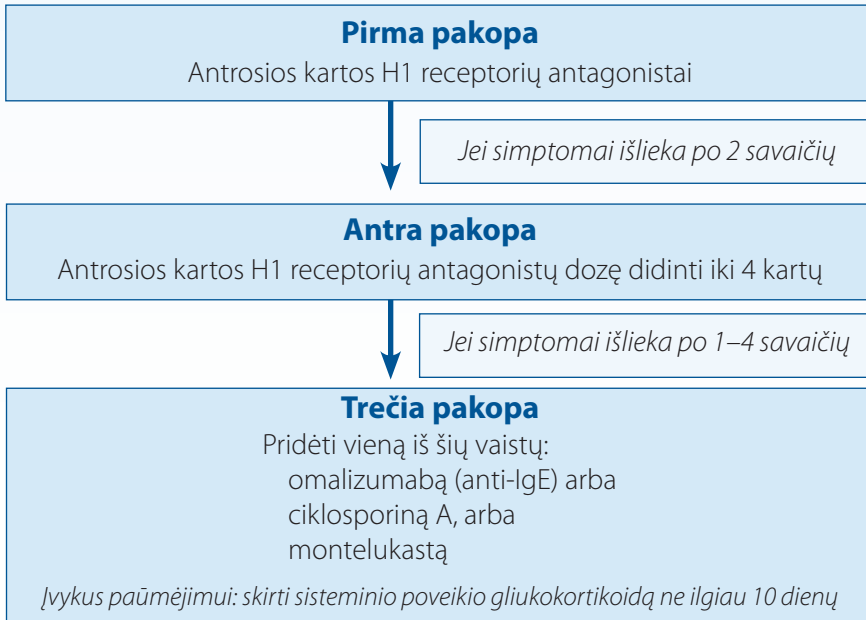 Pirma pakopa
Antrosios kartos H1 receptorių antagonistai
Jei simptomai išlieka po 2 savaičių
Antra pakopa
Antrosios kartos H1 receptorių antagonistų dozę didinti iki 4 kartų
Jei simptomai išlieka po 1–4 savaičių
Trečia pakopa
Pridėti vieną iš šių vaistų:
omalizumabą (anti-IgE) arba
ciklosporiną A, arba
montelukastą
Įvykus paūmėjimui: skirti sisteminio poveikio gliukokortikoidą ne ilgiau 10 dienų